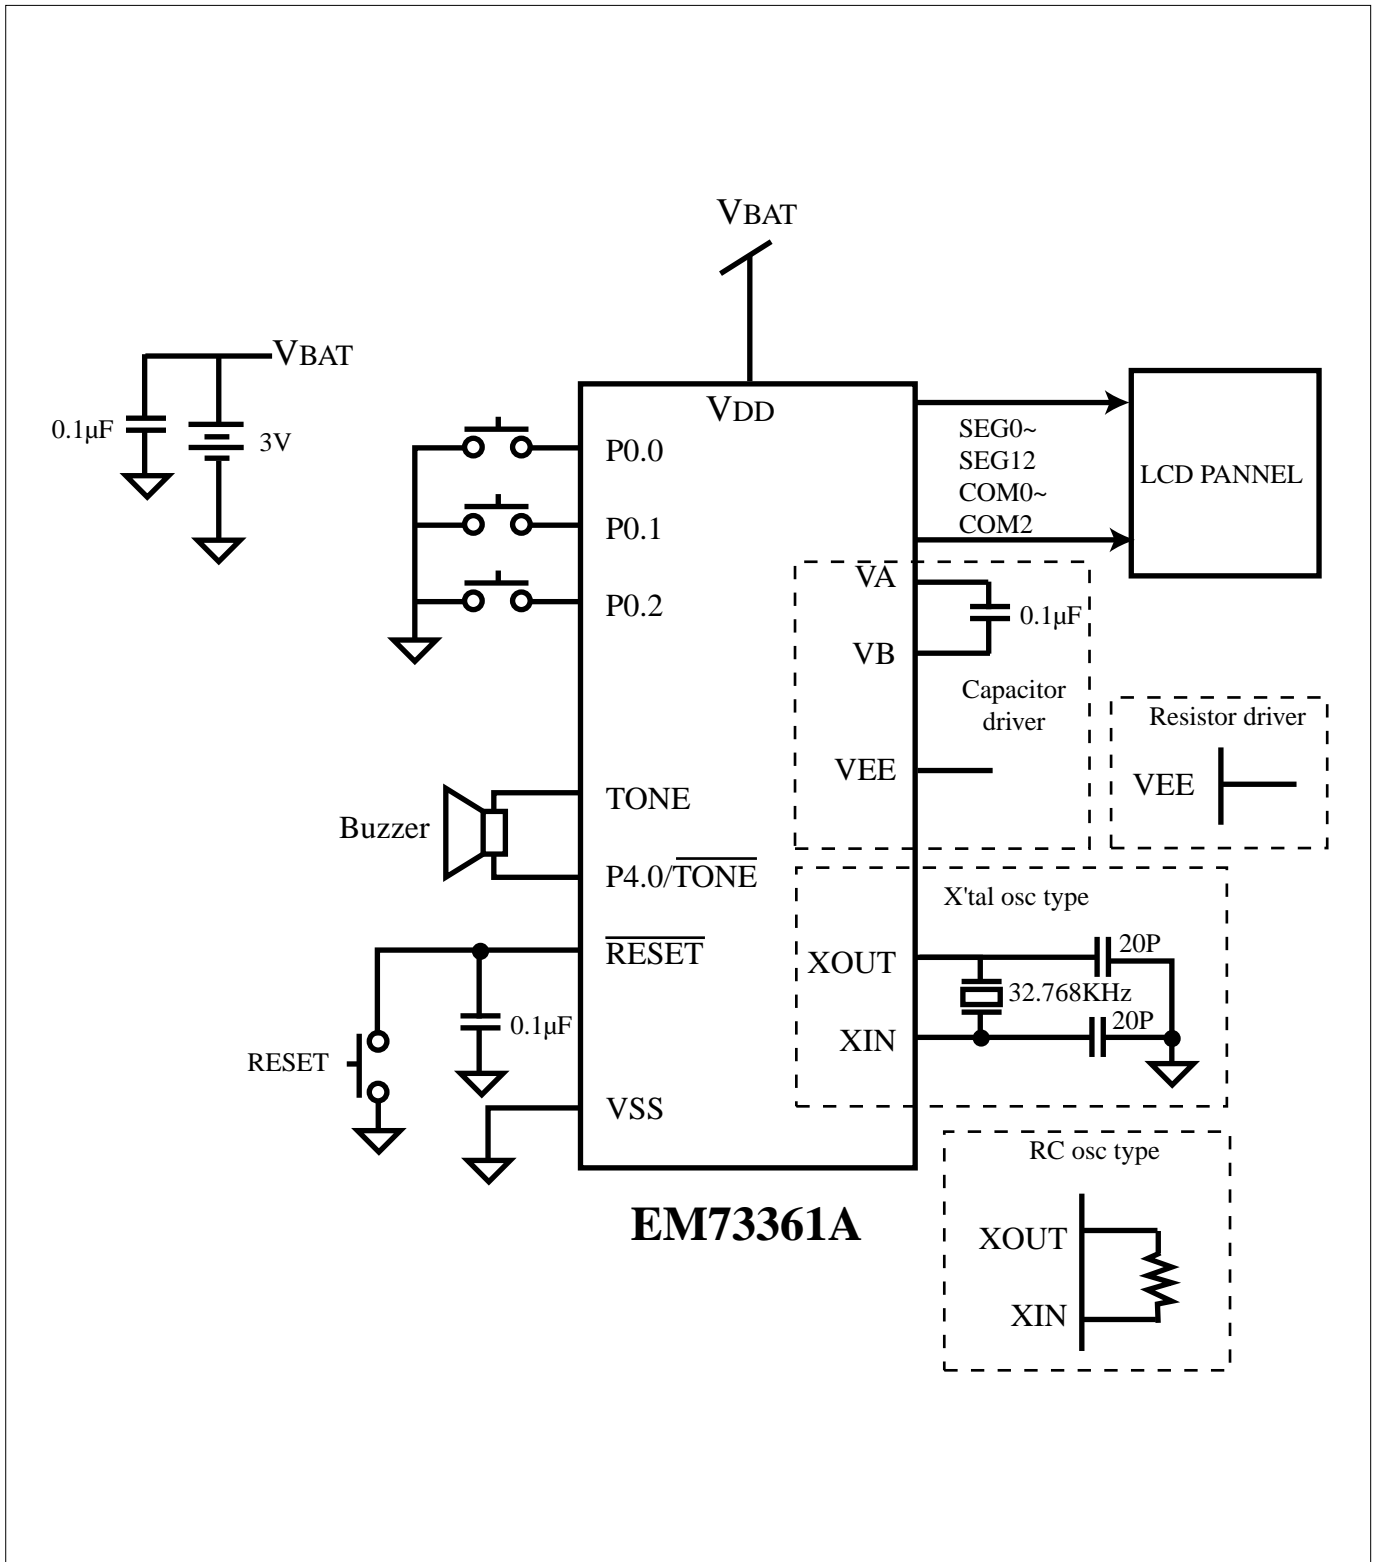 VBAT
VBAT
0.1µF
3V
VDD
P0.0
P0.1
P0.2
SEG0~
SEG12
COM0~
COM2
LCD PANNEL
VA
0.1µF
VB
Capacitor
driver
VEE
Resistor driver
VEE
TONE
Buzzer
P4.0/TONE
X'tal osc type
RESET
XOUT
20P
32.768KHz
0.1µF
20P
XIN
RESET
VSS
RC osc type
EM73361A
XOUT
XIN